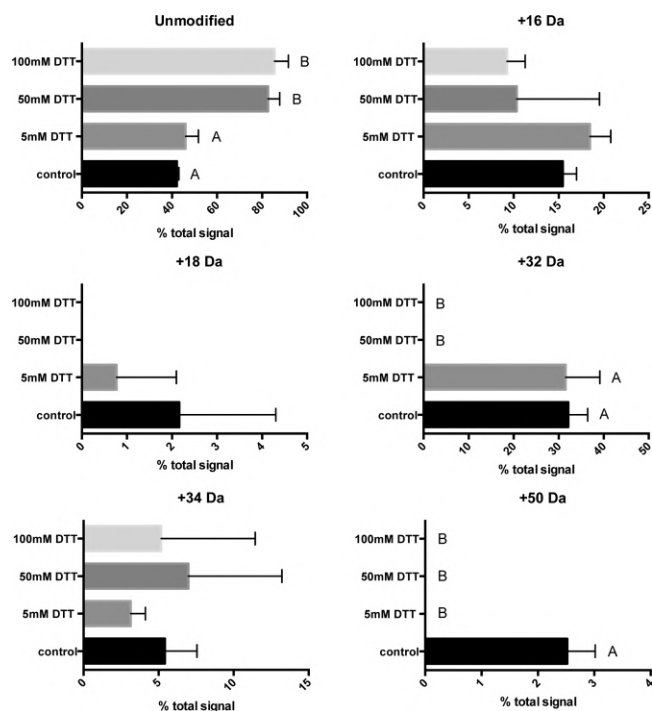 Unmodified
100mM DTT B
50mM DTT B
5mM DTT A
control A
0 20 40 60 80 100
% total signal
+16 Da
100mM DTT
50mM DTT
5mM DTT
control
0 5 10 15 20 25
% total signal
+18 Da
100mM DTT
50mM DTT
5mM DTT
control
0 1 2 3 4 5
% total signal
+32 Da
100mM DTT B
50mM DTT B
5mM DTT A
control A
0 10 20 30 40 50
% total signal
+34 Da
100mM DTT
50mM DTT
5mM DTT
control
0 5 10 15
% total signal
+50 Da
100mM DTT B
50mM DTT B
5mM DTT B
control A
0 1 2 3 4
% total signal